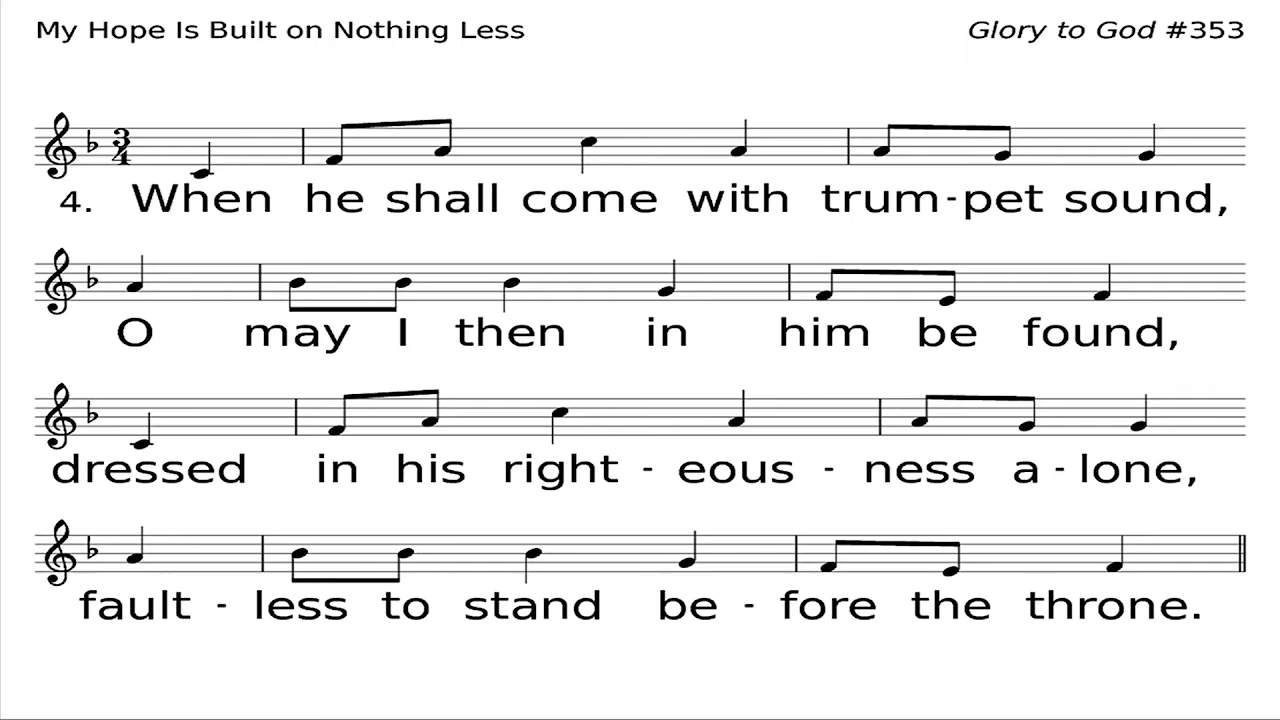 My Hope Is Built on Nothing Less
Glory to God #353
3
4
4. When he shall come with trum-pet sound,
O may I then in him be found,
dressed in his right - eous - ness a - lone,
fault - less to stand be - fore the throne.